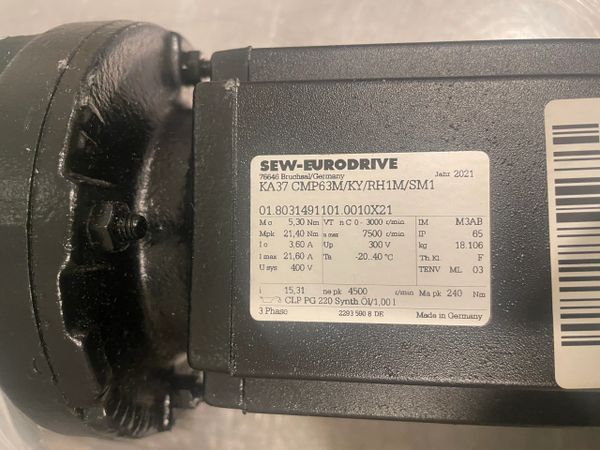 SEW-EURODRIVE
76646 Bruchsal/Germany Jahr 2021
KA37 CMP63M/KY/RH1M/SM1
01.8031491101.0010X21
Mo 5,30 Nm VT n C 0- 3000 r/min IM M3AB
Mpk 21,40 Nm n max 7500 r/min IP 65
I o 3,60 A Up 300 V kg 18.106
I max 21,60 A Ta -20..40 °C Th.Kl. F
U sys 400 V TENV ML 03
i 15,31 ne pk 4500 r/min Ma pk 240 Nm
CLP PG 220 Synth.Öl/1,00 l
3 Phase 2293 590 8 DE Made in Germany